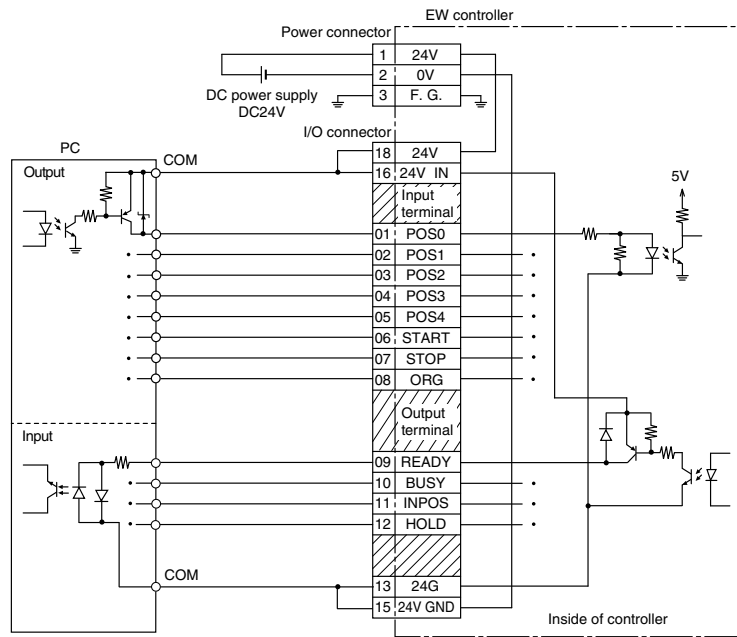 EW controller
Power connector
1 24V
2 0V
3 F. G.
DC power supply
DC24V
I/O connector
PC
Output
COM
18 24V
16 24V IN
Input
terminal
5V
01 POS0
02 POS1
03 POS2
04 POS3
05 POS4
06 START
07 STOP
08 ORG
Output
terminal
Input
09 READY
10 BUSY
11 INPOS
12 HOLD
COM
13 24G
15 24V GND
Inside of controller